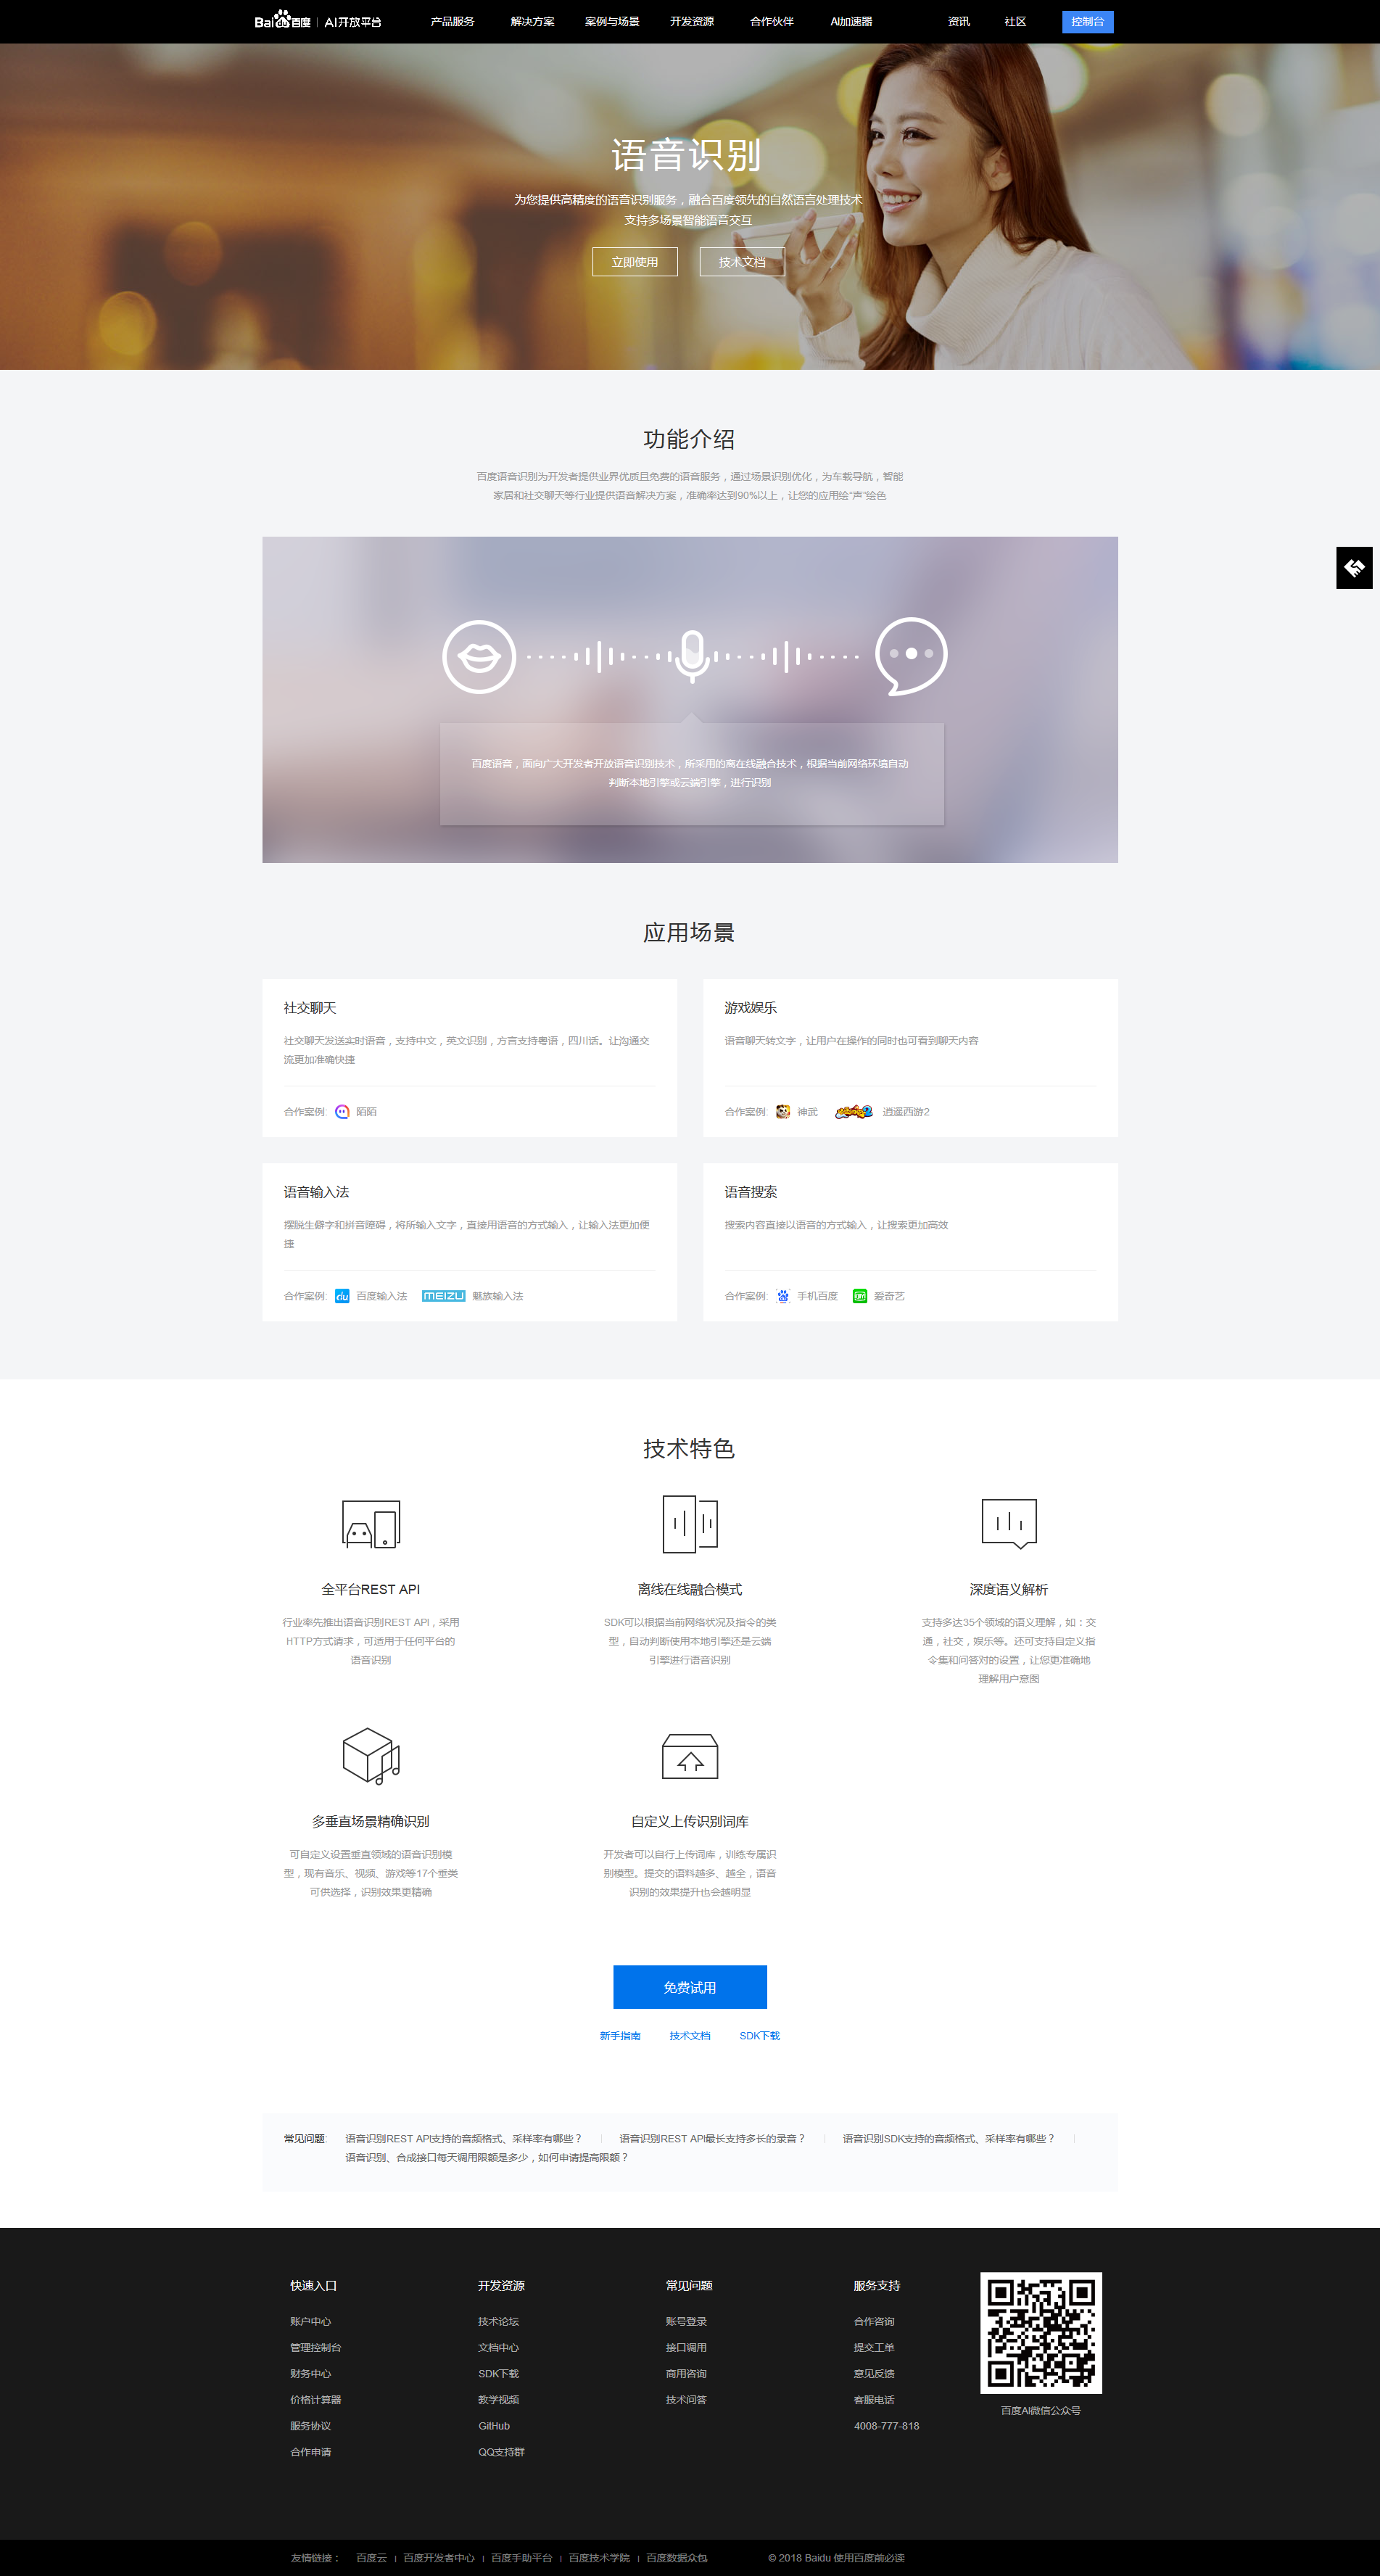 Baidu百度 | AI开放平台
产品服务
解决方案
案例与场景
开发资源
合作伙伴
AI加速器
资讯
社区
控制台
语音识别
为您提供高精度的语音识别服务，融合百度领先的自然语言处理技术
支持多场景智能语音交互
立即使用
技术文档
功能介绍
百度语音识别为开发者提供业界优质且免费的语音服务，通过场景识别优化，为车载导航，智能
家居和社交聊天等行业提供语音解决方案，准确率达到90%以上，让您的应用绘“声”绘色
百度语音，面向广大开发者开放语音识别技术，所采用的离在线融合技术，根据当前网络环境自动
判断本地引擎或云端引擎，进行识别
应用场景
社交聊天
社交聊天发送实时语音，支持中文，英文识别，方言支持粤语，四川话。让沟通交
流更加准确快捷
合作案例: 陌陌
游戏娱乐
语音聊天转文字，让用户在操作的同时也可看到聊天内容
合作案例: 神武 逍遥西游2
语音输入法
摆脱生僻字和拼音障碍，将所输入文字，直接用语音的方式输入，让输入法更加便
捷
合作案例: du 百度输入法 MEIZU 魅族输入法
语音搜索
搜索内容直接以语音的方式输入，让搜索更加高效
合作案例: 手机百度 爱奇艺
技术特色
全平台REST API
行业率先推出语音识别REST API，采用
HTTP方式请求，可适用于任何平台的
语音识别
离线在线融合模式
SDK可以根据当前网络状况及指令的类
型，自动判断使用本地引擎还是云端
引擎进行语音识别
深度语义解析
支持多达35个领域的语义理解，如：交
通，社交，娱乐等。还可支持自定义指
令集和问答对的设置，让您更准确地
理解用户意图
多垂直场景精确识别
可自定义设置垂直领域的语音识别模
型，现有音乐、视频、游戏等17个垂类
可供选择，识别效果更精确
自定义上传识别词库
开发者可以自行上传词库，训练专属识
别模型。提交的语料越多、越全，语音
识别的效果提升也会越明显
免费试用
新手指南
技术文档
SDK下载
常见问题:
语音识别REST API支持的音频格式、采样率有哪些？
语音识别REST API最长支持多长的录音？
语音识别SDK支持的音频格式、采样率有哪些？
语音识别、合成接口每天调用限额是多少，如何申请提高限额？
快速入口
账户中心
管理控制台
财务中心
价格计算器
服务协议
合作申请
开发资源
技术论坛
文档中心
SDK下载
教学视频
GitHub
QQ支持群
常见问题
账号登录
接口调用
商用咨询
技术问答
服务支持
合作咨询
提交工单
意见反馈
客服电话
4008-777-818
百度AI微信公众号
友情链接： 百度云 | 百度开发者中心 | 百度手助平台 | 百度技术学院 | 百度数据众包
© 2018 Baidu 使用百度前必读